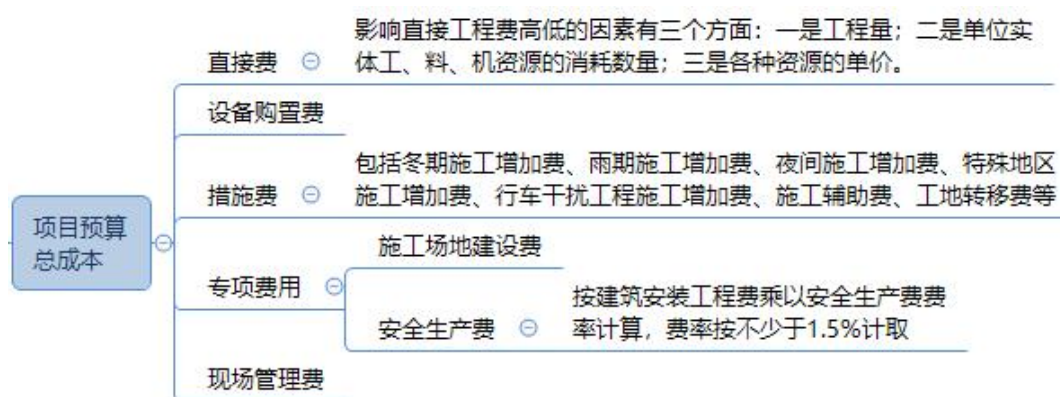 影响直接工程费高低的因素有三个方面：一是工程量；二是单位实
直接费
体工、料、机资源的消耗数量；三是各种资源的单价。
设备购置费
包括冬期施工增加费、雨期施工增加费、夜间施工增加费、特殊地区
措施费
施工增加费、行车干扰工程施工增加费、施工辅助费、工地转移费等
项目预算
总成本
施工场地建设费
专项费用
按建筑安装工程费乘以安全生产费费
安全生产费
率计算，费率按不少于1.5%计取
现场管理费